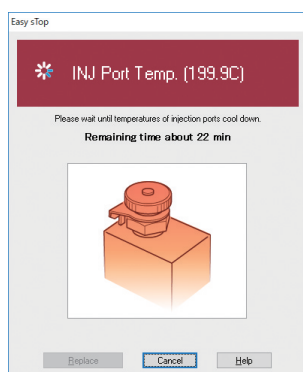 Easy sTop
INJ Port Temp. (199.9C)
Please wait until temperatures of injection ports cool down.
Remaining time about 22 min
Replace
Cancel
Help